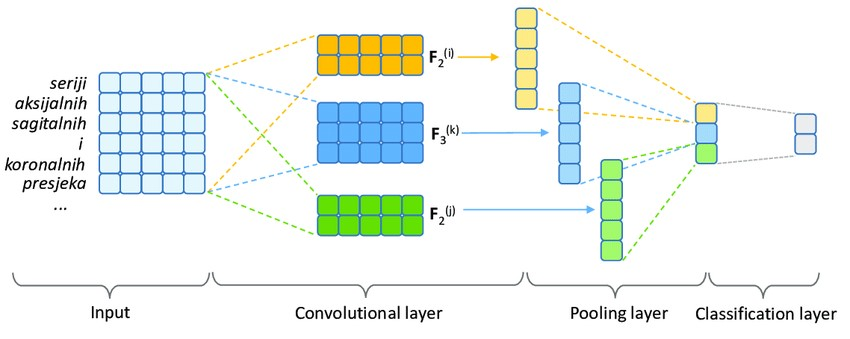 seriji
aksijalnih
sagitalnih
i
koronalnih
presjeka
...
F₂⁽ⁱ⁾
F₃⁽ᵏ⁾
F₂⁽ʲ⁾
Input
Convolutional layer
Pooling layer
Classification layer